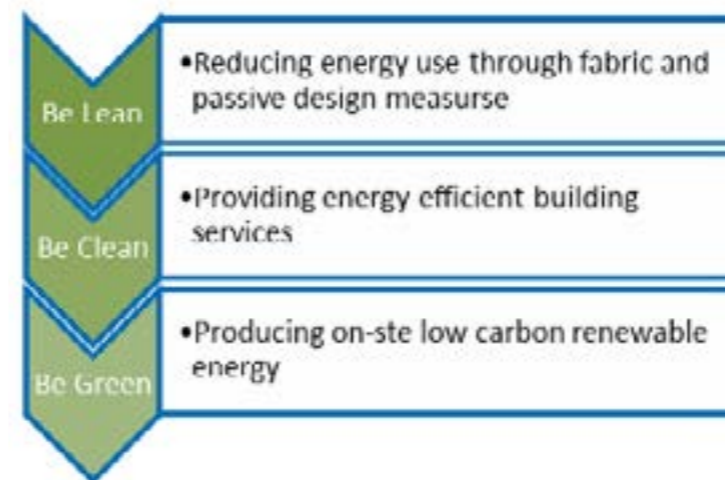 Be Lean
•Reducing energy use through fabric and
passive design measurse
Be Clean
•Providing energy efficient building
services
Be Green
•Producing on-ste low carbon renewable
energy